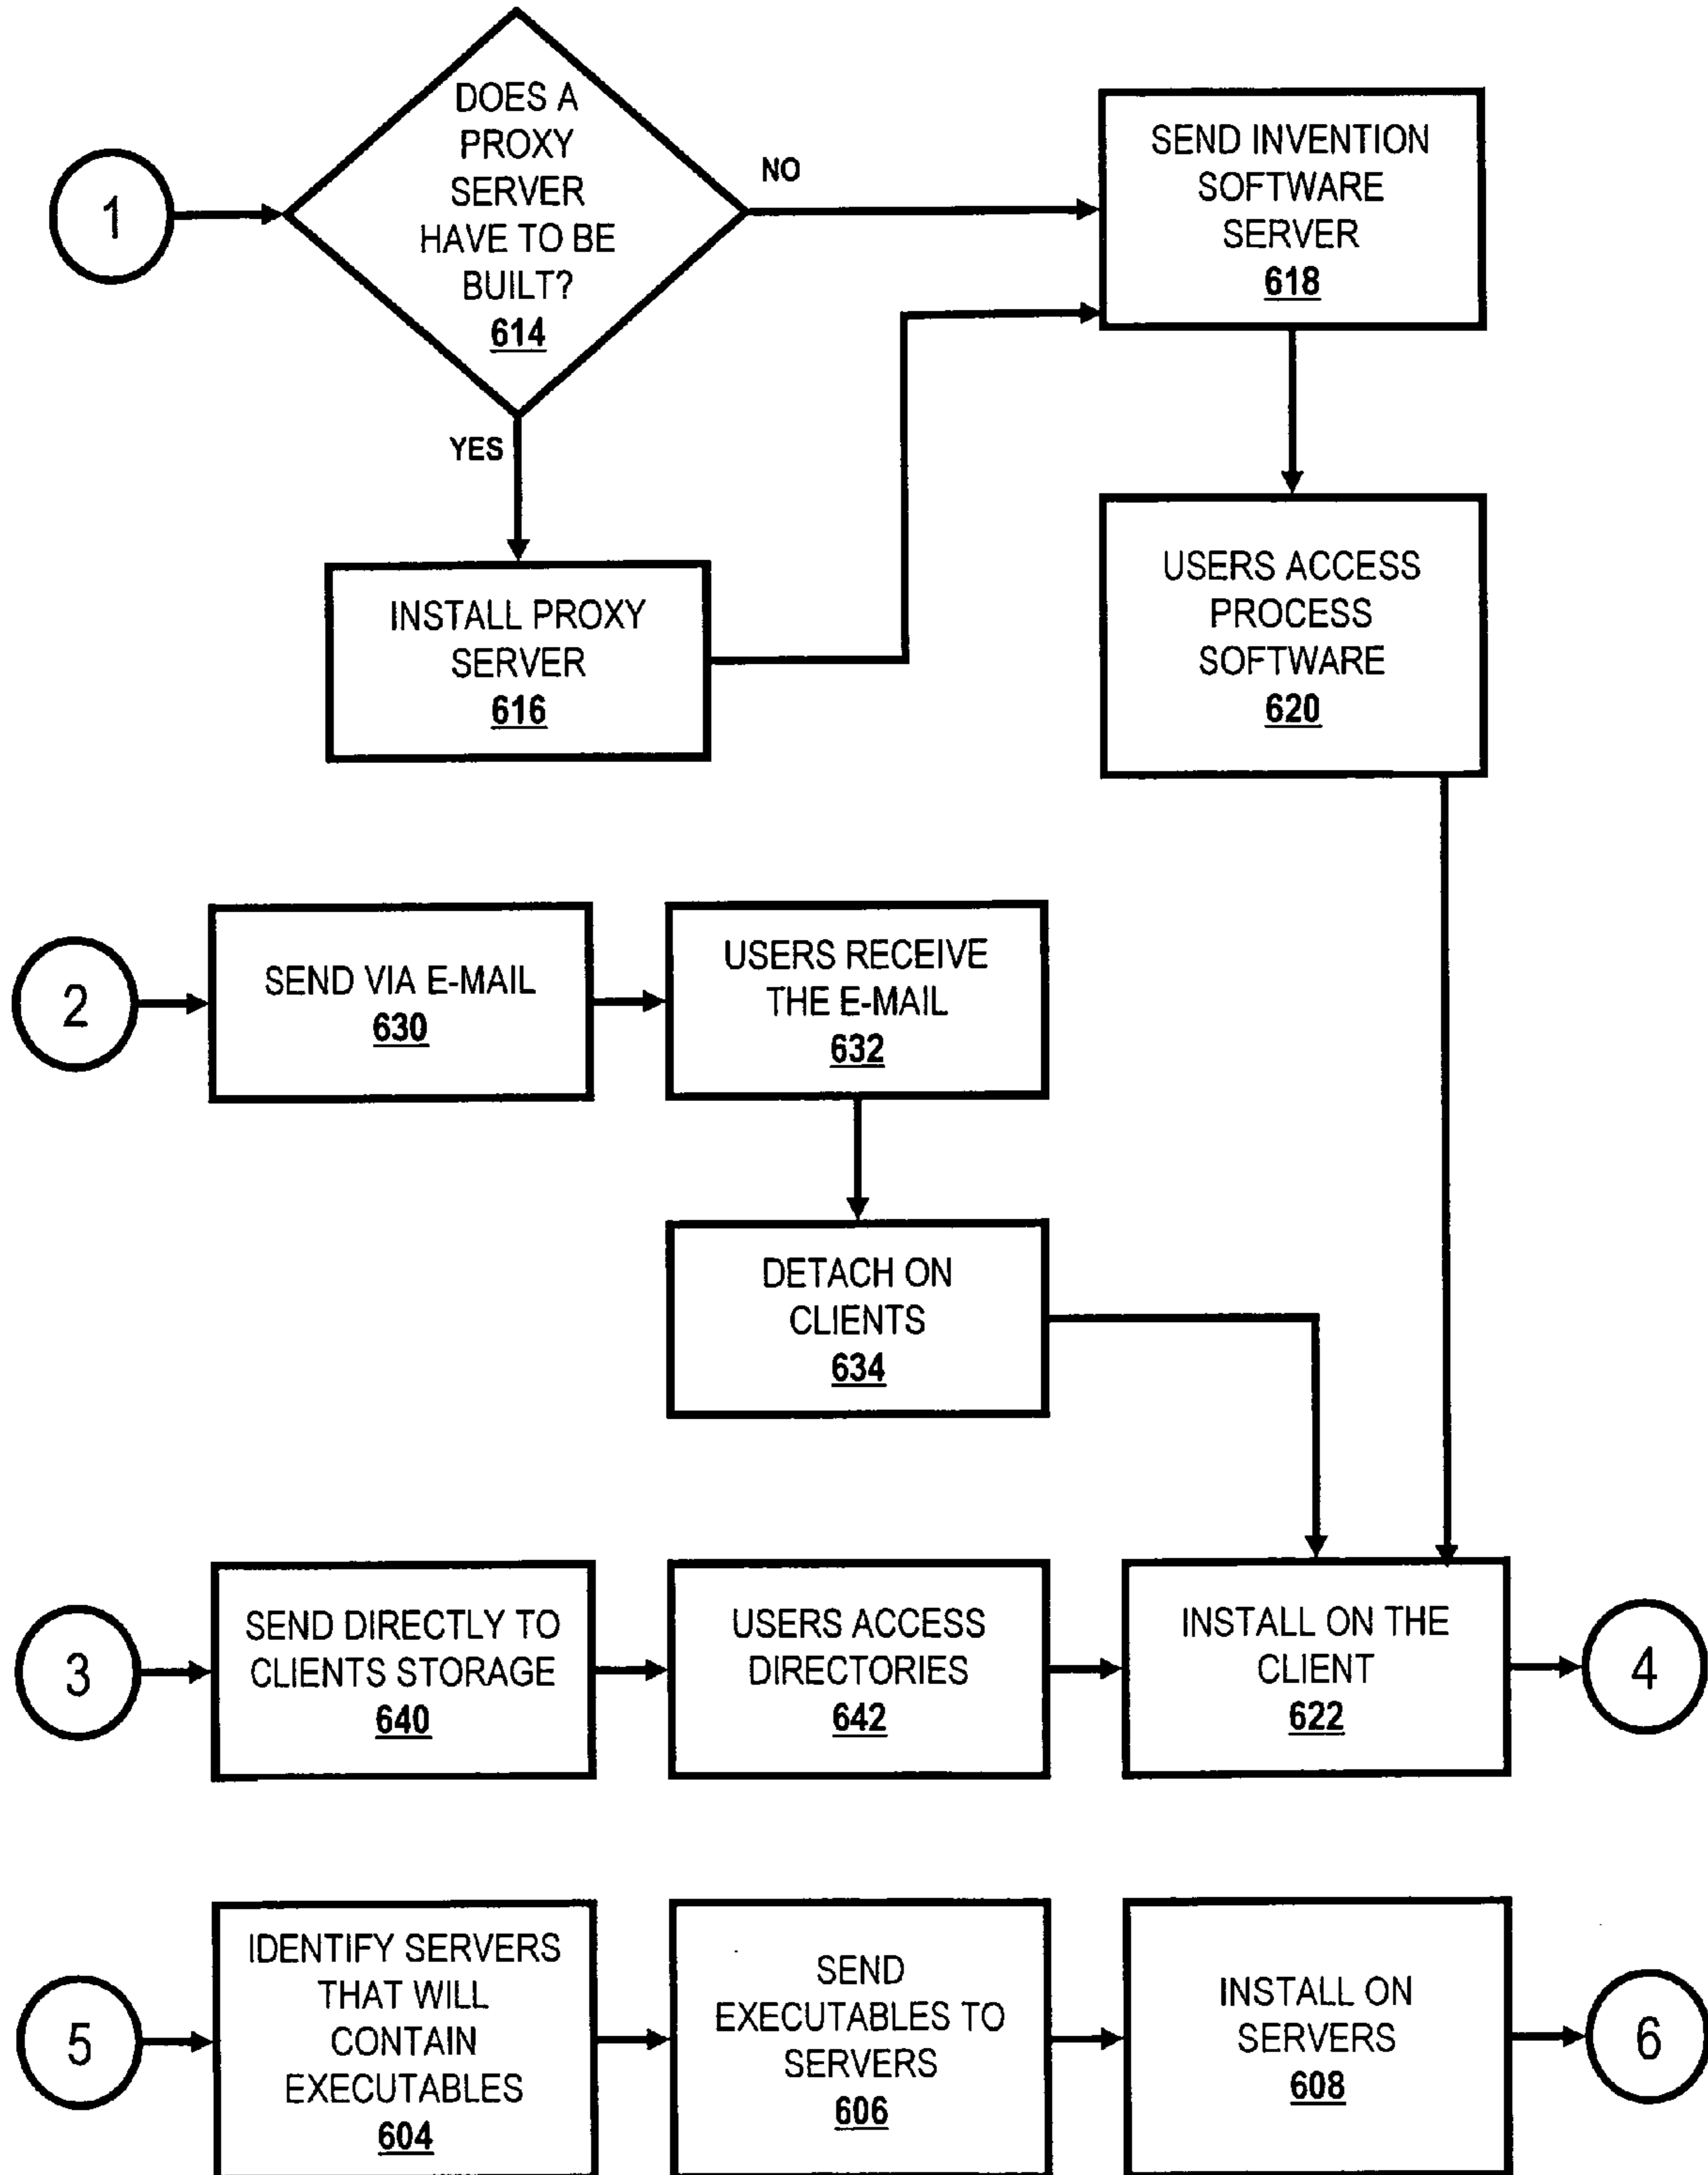 1
DOES A
PROXY
SERVER
HAVE TO BE
BUILT?
614
NO
SEND INVENTION
SOFTWARE
SERVER
618
YES
INSTALL PROXY
SERVER
616
USERS ACCESS
PROCESS
SOFTWARE
620
2
SEND VIA E-MAIL
630
USERS RECEIVE
THE E-MAIL
632
DETACH ON
CLIENTS
634
3
SEND DIRECTLY TO
CLIENTS STORAGE
640
USERS ACCESS
DIRECTORIES
642
INSTALL ON THE
CLIENT
622
4
5
IDENTIFY SERVERS
THAT WILL
CONTAIN
EXECUTABLES
604
SEND
EXECUTABLES TO
SERVERS
606
INSTALL ON
SERVERS
608
6